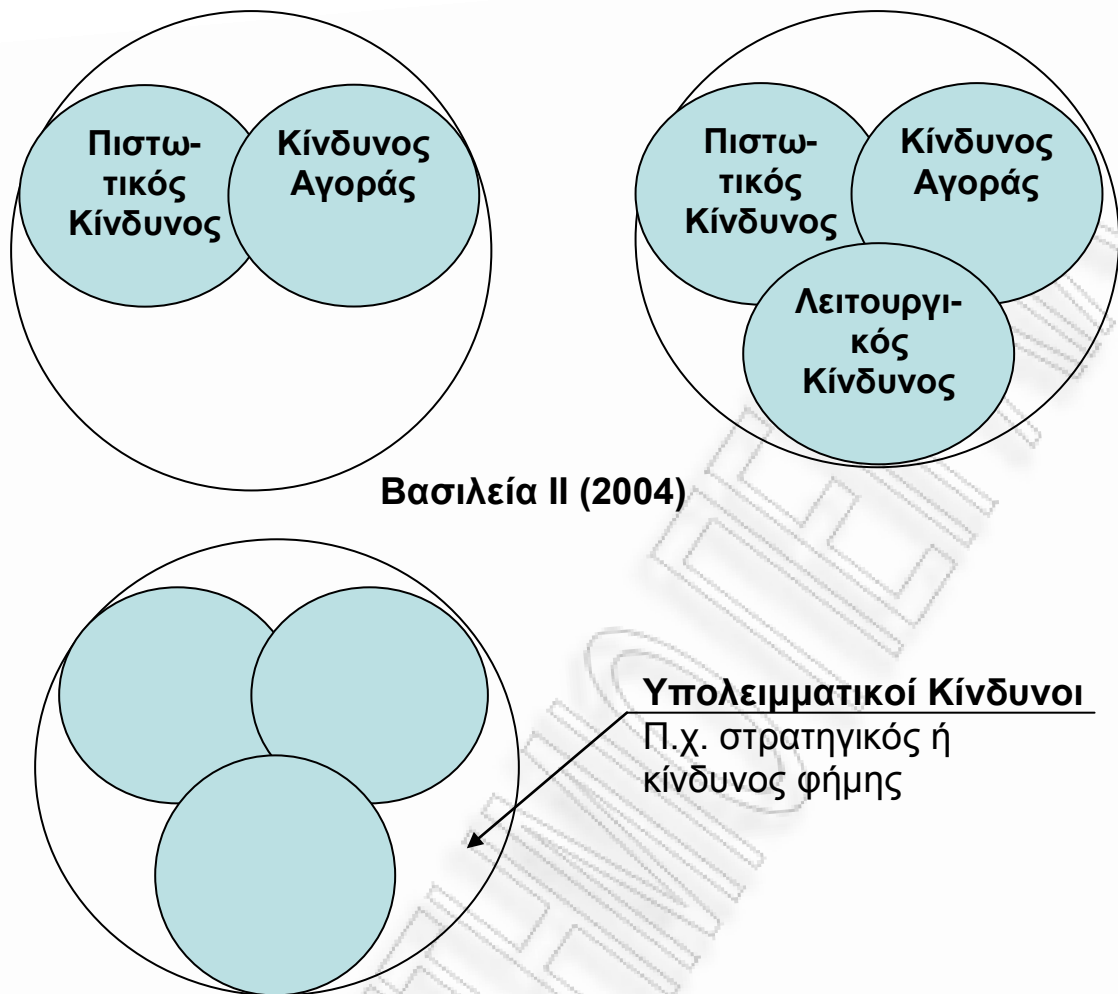 Πιστω-
τικός
Κίνδυνος
Κίνδυνος
Αγοράς
Πιστω-
τικός
Κίνδυνος
Κίνδυνος
Αγοράς
Λειτουργι-
κός
Κίνδυνος
Βασιλεία ΙΙ (2004)
Υπολειμματικοί Κίνδυνοι
Π.χ. στρατηγικός ή
κίνδυνος φήμης